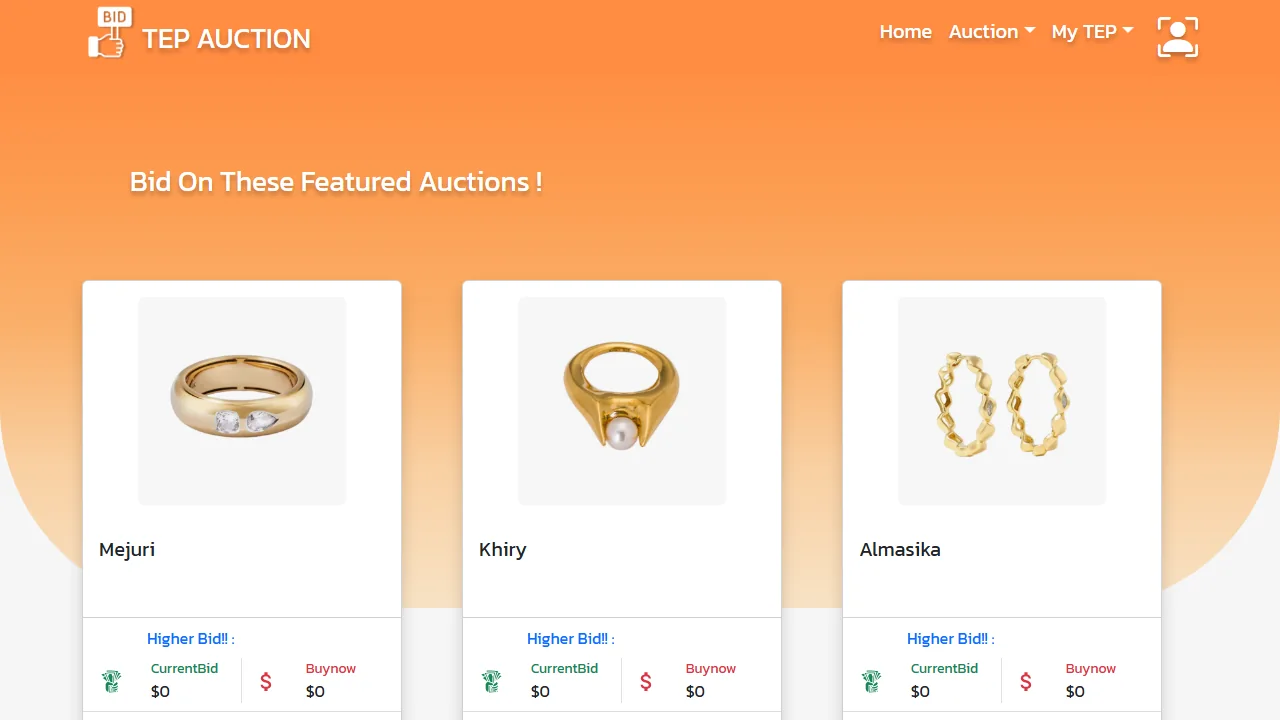 BID
TEP AUCTION
Home Auction My TEP
Bid On These Featured Auctions !
Mejuri
Khiry
Almasika
Higher Bid!! :
CurrentBid Buynow
$ $0 $0
Higher Bid!! :
CurrentBid Buynow
$ $0 $0
Higher Bid!! :
CurrentBid Buynow
$ $0 $0